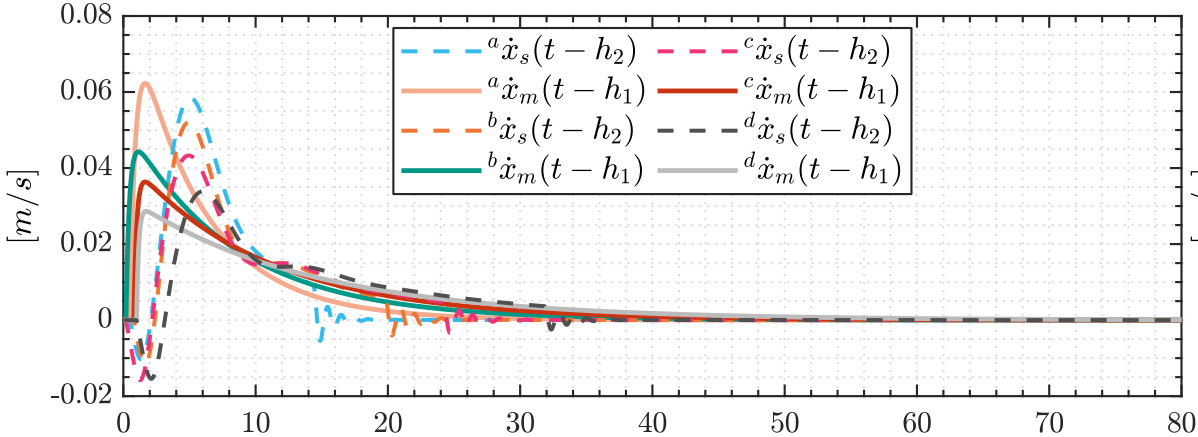 0.08
0.06
0.04
0.02
0
-0.02
[m/s]
ᵃẋₛ(t − h₂)
ᵃẋₘ(t − h₁)
ᵇẋₛ(t − h₂)
ᵇẋₘ(t − h₁)
ᶜẋₛ(t − h₂)
ᶜẋₘ(t − h₁)
ᵈẋₛ(t − h₂)
ᵈẋₘ(t − h₁)
0 10 20 30 40 50 60 70 80